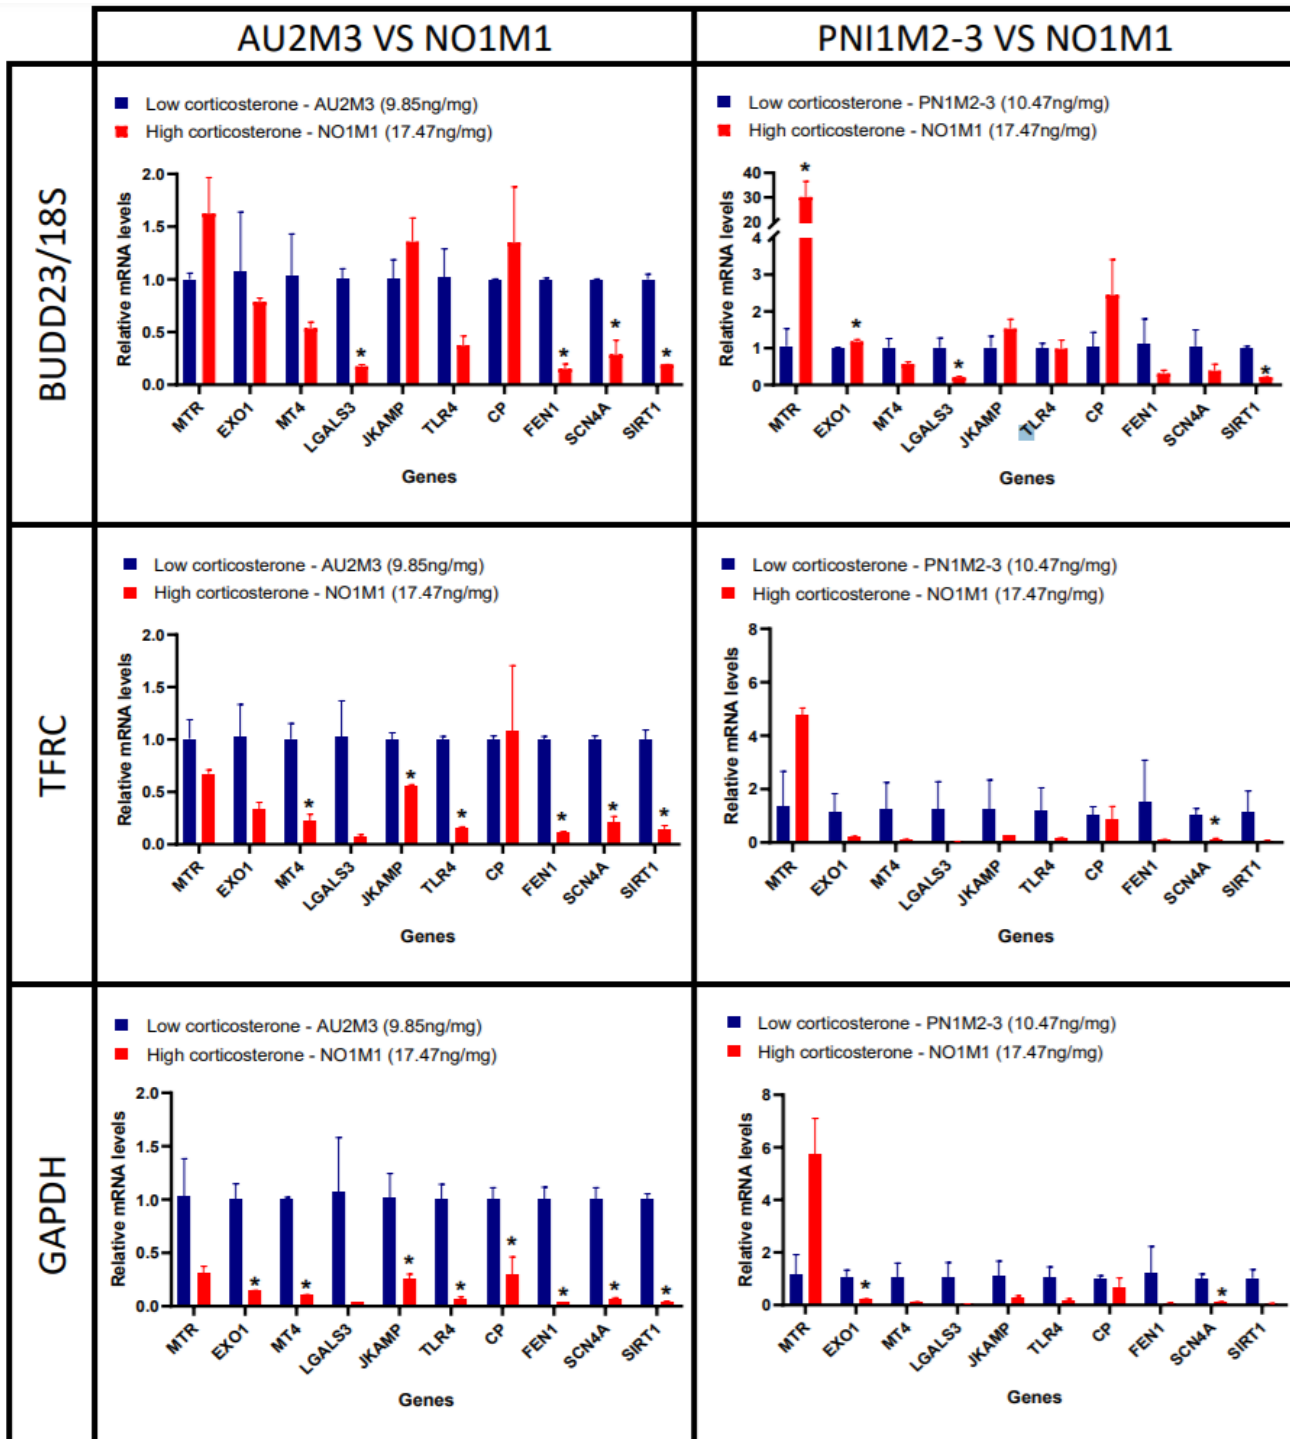 AU2M3 VS NO1M1
PNI1M2-3 VS NO1M1
BUDD23/18S
Low corticosterone - AU2M3 (9.85ng/mg)
High corticosterone - NO1M1 (17.47ng/mg)
Relative mRNA levels
2.0
1.5
1.0
0.5
0.0
* * * *
MTR EXO1 MT4 LGALS3 JKAMP TLR4 CP FEN1 SCN4A SIRT1
Genes
Low corticosterone - PN1M2-3 (10.47ng/mg)
High corticosterone - NO1M1 (17.47ng/mg)
Relative mRNA levels
40
30
20
4
3
2
1
0
* * * *
MTR EXO1 MT4 LGALS3 JKAMP TLR4 CP FEN1 SCN4A SIRT1
Genes
TFRC
Low corticosterone - AU2M3 (9.85ng/mg)
High corticosterone - NO1M1 (17.47ng/mg)
Relative mRNA levels
2.0
1.5
1.0
0.5
0.0
* * * * * *
MTR EXO1 MT4 LGALS3 JKAMP TLR4 CP FEN1 SCN4A SIRT1
Genes
Low corticosterone - PN1M2-3 (10.47ng/mg)
High corticosterone - NO1M1 (17.47ng/mg)
Relative mRNA levels
8
6
4
2
0
*
MTR EXO1 MT4 LGALS3 JKAMP TLR4 CP FEN1 SCN4A SIRT1
Genes
GAPDH
Low corticosterone - AU2M3 (9.85ng/mg)
High corticosterone - NO1M1 (17.47ng/mg)
Relative mRNA levels
2.0
1.5
1.0
0.5
0.0
* * * * * * * *
MTR EXO1 MT4 LGALS3 JKAMP TLR4 CP FEN1 SCN4A SIRT1
Genes
Low corticosterone - PN1M2-3 (10.47ng/mg)
High corticosterone - NO1M1 (17.47ng/mg)
Relative mRNA levels
8
6
4
2
0
* *
MTR EXO1 MT4 LGALS3 JKAMP TLR4 CP FEN1 SCN4A SIRT1
Genes